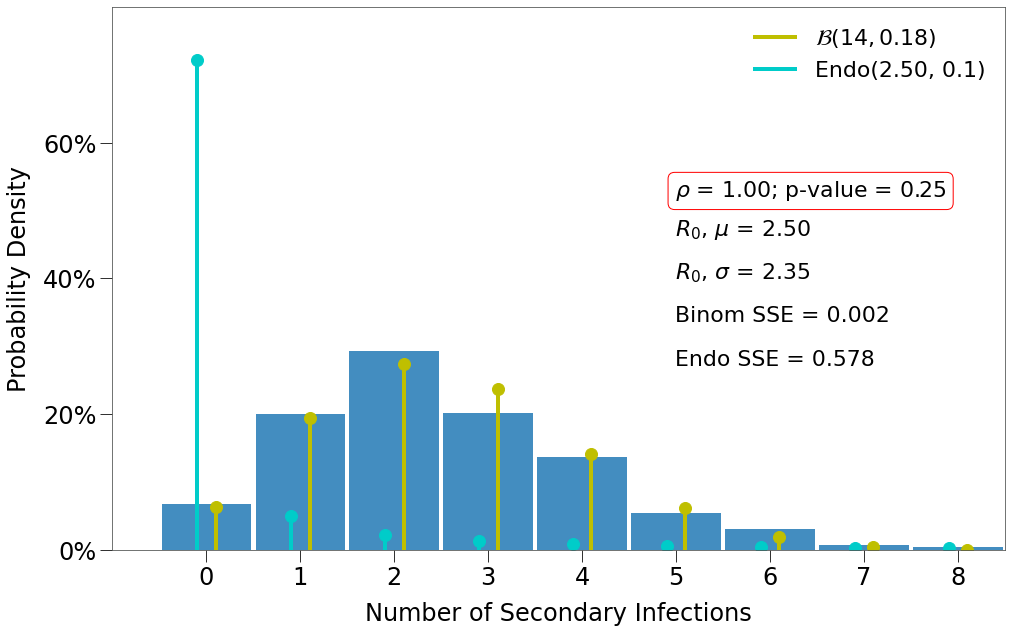 ℬ(14, 0.18)
Endo(2.50, 0.1)
60%
ρ = 1.00; p-value = 0.25
R₀, μ = 2.50
40%
R₀, σ = 2.35
Binom SSE = 0.002
Endo SSE = 0.578
20%
0%
Probability Density
0 1 2 3 4 5 6 7 8
Number of Secondary Infections